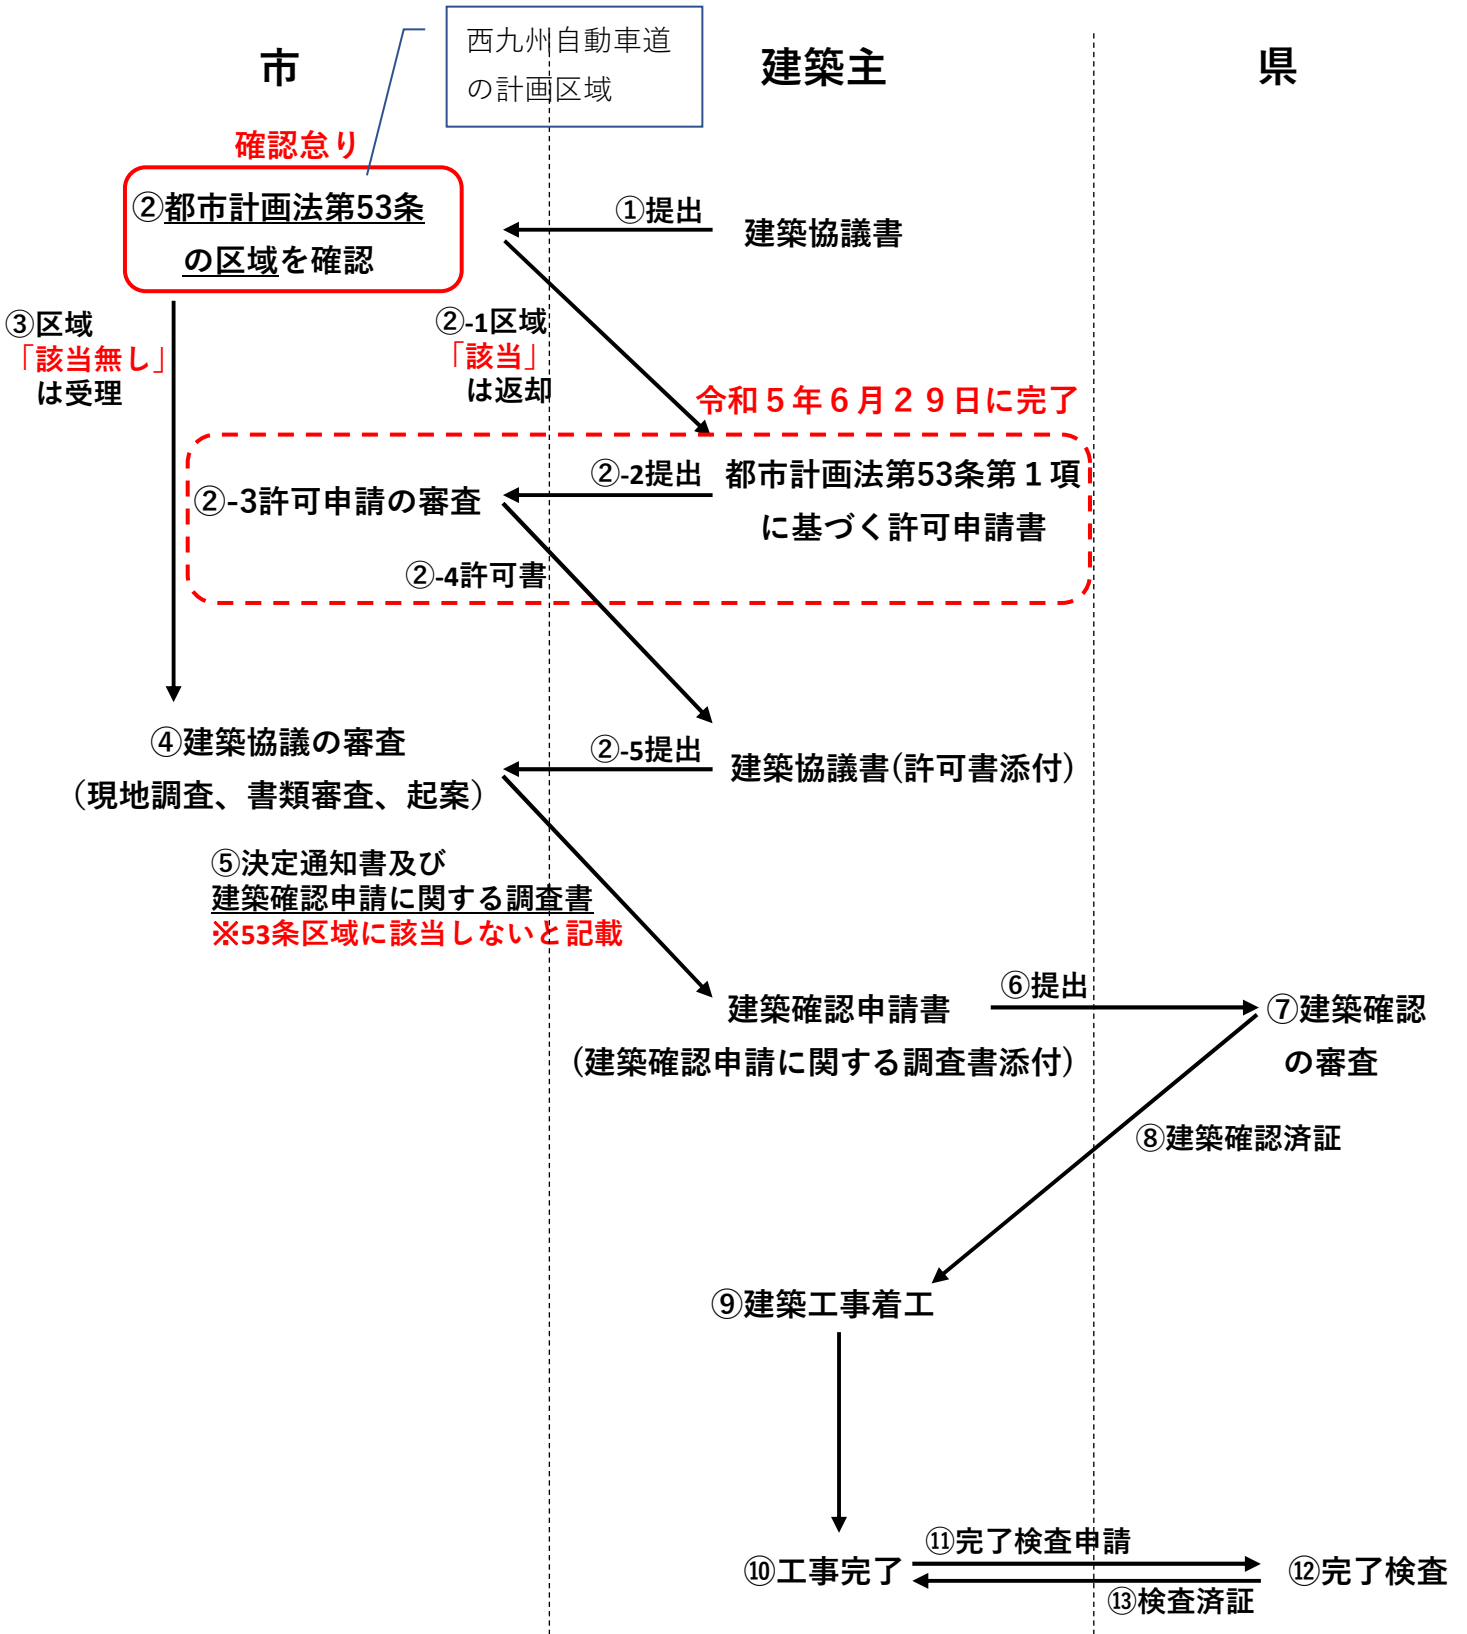 西九州自動車道
の計画区域
市
建築主
県
確認怠り
②都市計画法第53条
の区域を確認
①提出
建築協議書
③区域
「該当無し」
は受理
②-1区域
「該当」
は返却
令和５年６月２９日に完了
②-2提出
都市計画法第53条第１項
に基づく許可申請書
②-3許可申請の審査
②-4許可書
④建築協議の審査
（現地調査、書類審査、起案）
②-5提出
建築協議書(許可書添付）
⑤決定通知書及び
建築確認申請に関する調査書
※53条区域に該当しないと記載
建築確認申請書
（建築確認申請に関する調査書添付）
⑥提出
⑦建築確認
の審査
⑧建築確認済証
⑨建築工事着工
⑩工事完了
⑪完了検査申請
⑫完了検査
⑬検査済証